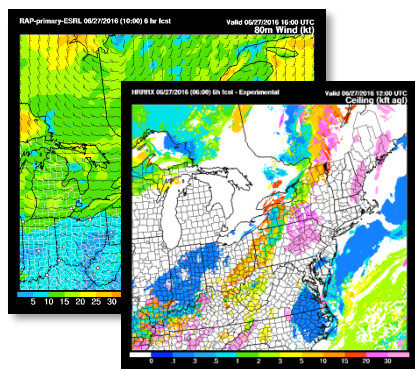 RAP-primary-ESRL 06/27/2016 (10:00) 6 hr fcst
Valid 06/27/2016 16:00 UTC
80m Wind (kt)
5 10 15 20 25 30
HRRRX 06/27/2016 (06:00) 6h fcst - Experimental
Valid 06/27/2016 12:00 UTC
Ceiling (kft agl)
0 .1 .3 .5 1 2 3 5 10 15 20 30